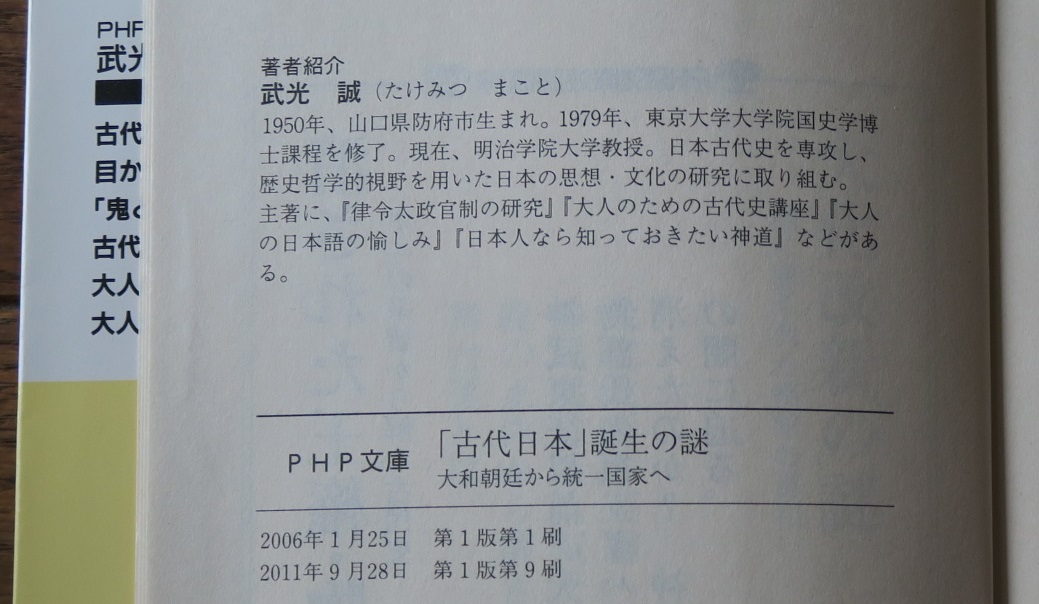 PHP
武光
古代
目か
「鬼と
古代
大人
大人
著者紹介
武光　誠（たけみつ　まこと）
1950年、山口県防府市生まれ。1979年、東京大学大学院国史学博
士課程を修了。現在、明治学院大学教授。日本古代史を専攻し、
歴史哲学的視野を用いた日本の思想・文化の研究に取り組む。
主著に、『律令太政官制の研究』『大人のための古代史講座』『大人
の日本語の愉しみ』『日本人なら知っておきたい神道』などがあ
る。
PHP文庫
「古代日本」誕生の謎
大和朝廷から統一国家へ
2006年1月25日　第1版第1刷
2011年9月28日　第1版第9刷